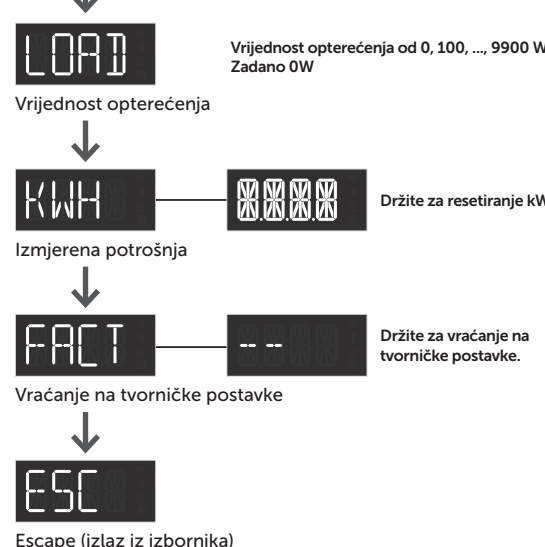 LOAD
Vrijednost opterećenja od 0, 100, ..., 9900 W
Zadano 0W
Vrijednost opterećenja
KWH
Držite za resetiranje kW
Izmjerena potrošnja
FACT
--
Držite za vraćanje na
tvorničke postavke.
Vraćanje na tvorničke postavke
ESC
Escape (izlaz iz izbornika)